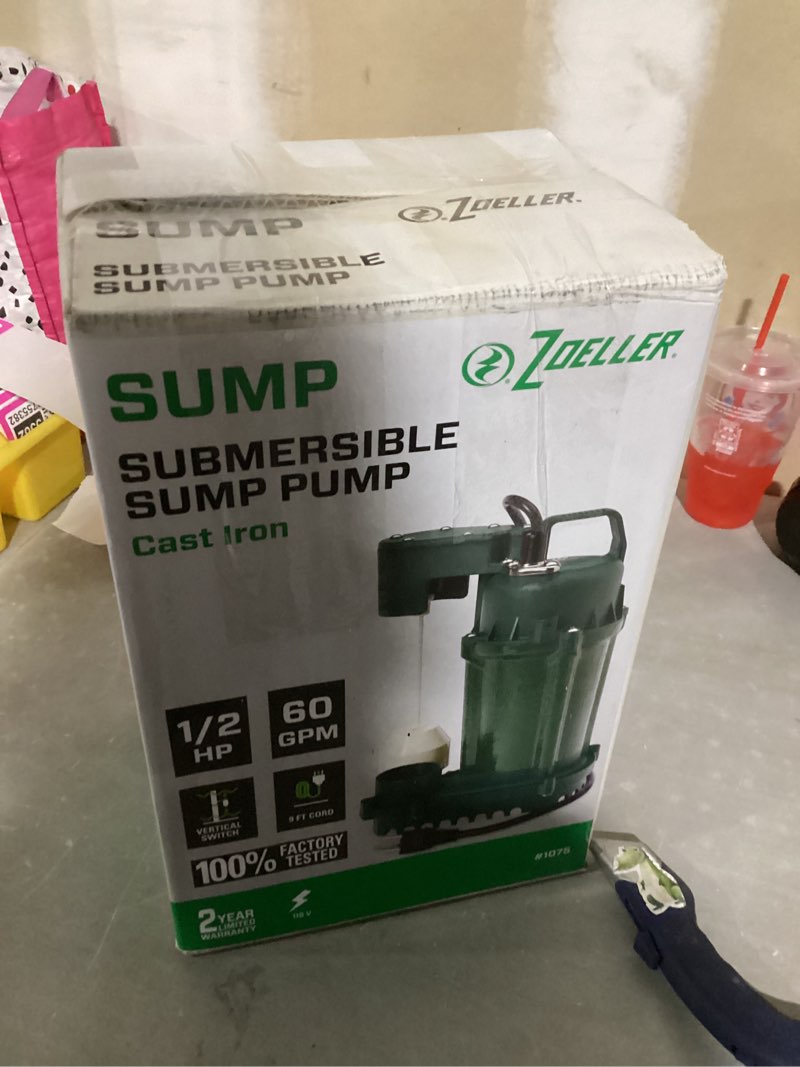 SUMP
ZOELLER.
SUBMERSIBLE
SUMP PUMP
ZOELLER.
SUMP
SUBMERSIBLE
SUMP PUMP
Cast Iron
1/2
HP
60
GPM
VERTICAL
SWITCH
9 FT CORD
100% FACTORY
TESTED
#1075
2 YEAR
LIMITED
WARRANTY
115 V
755382